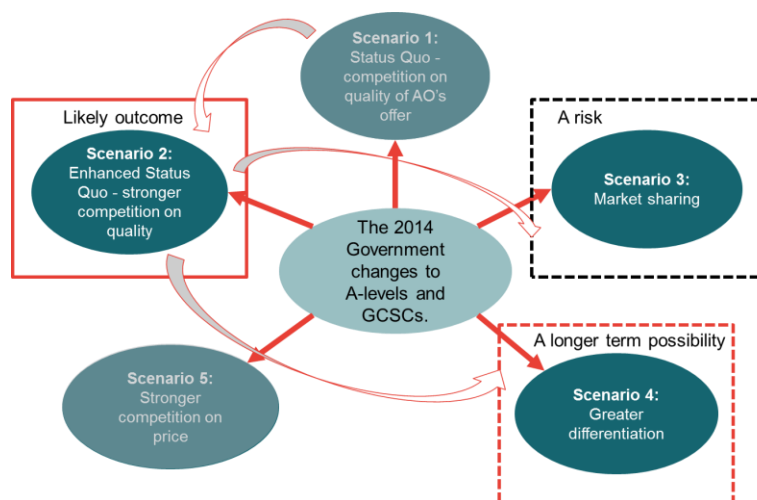 Scenario 1:
Status Quo -
competition on
quality of AO's
offer
Likely outcome
Scenario 2:
Enhanced Status
Quo - stronger
competition on
quality
A risk
Scenario 3:
Market sharing
The 2014
Government
changes to
A-levels and
GCSCs.
A longer term possibility
Scenario 4:
Greater
differentiation
Scenario 5:
Stronger
competition on
price